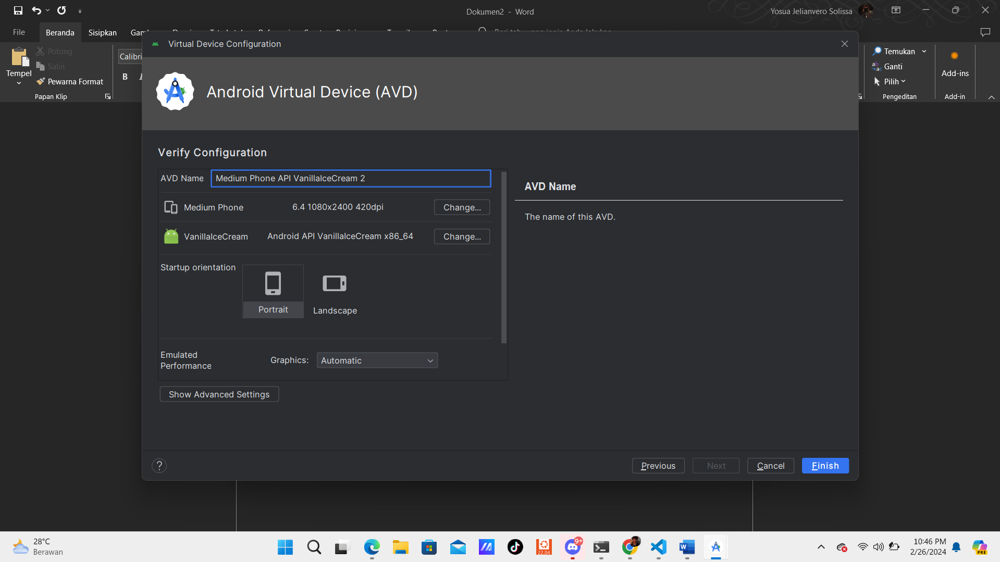 Dokumen2 - Word
Yosua Jelianvero Solissa
File
Beranda
Sisipkan
Potong
Salin
Tempel
Pewarna Format
Papan Klip
Calibri
B
Temukan
Ganti
Pilih
Pengeditan
Add-ins
Add-in
Virtual Device Configuration
Android Virtual Device (AVD)
Verify Configuration
AVD Name
Medium Phone API VanillaIceCream 2
Medium Phone
6.4 1080x2400 420dpi
Change...
VanillaIceCream
Android API VanillaIceCream x86_64
Change...
Startup orientation
Portrait
Landscape
Emulated
Performance
Graphics:
Automatic
Show Advanced Settings
AVD Name
The name of this AVD.
?
Previous
Next
Cancel
Finish
28°C
Berawan
22.04
9+
10:46 PM
2/26/2024
PRE